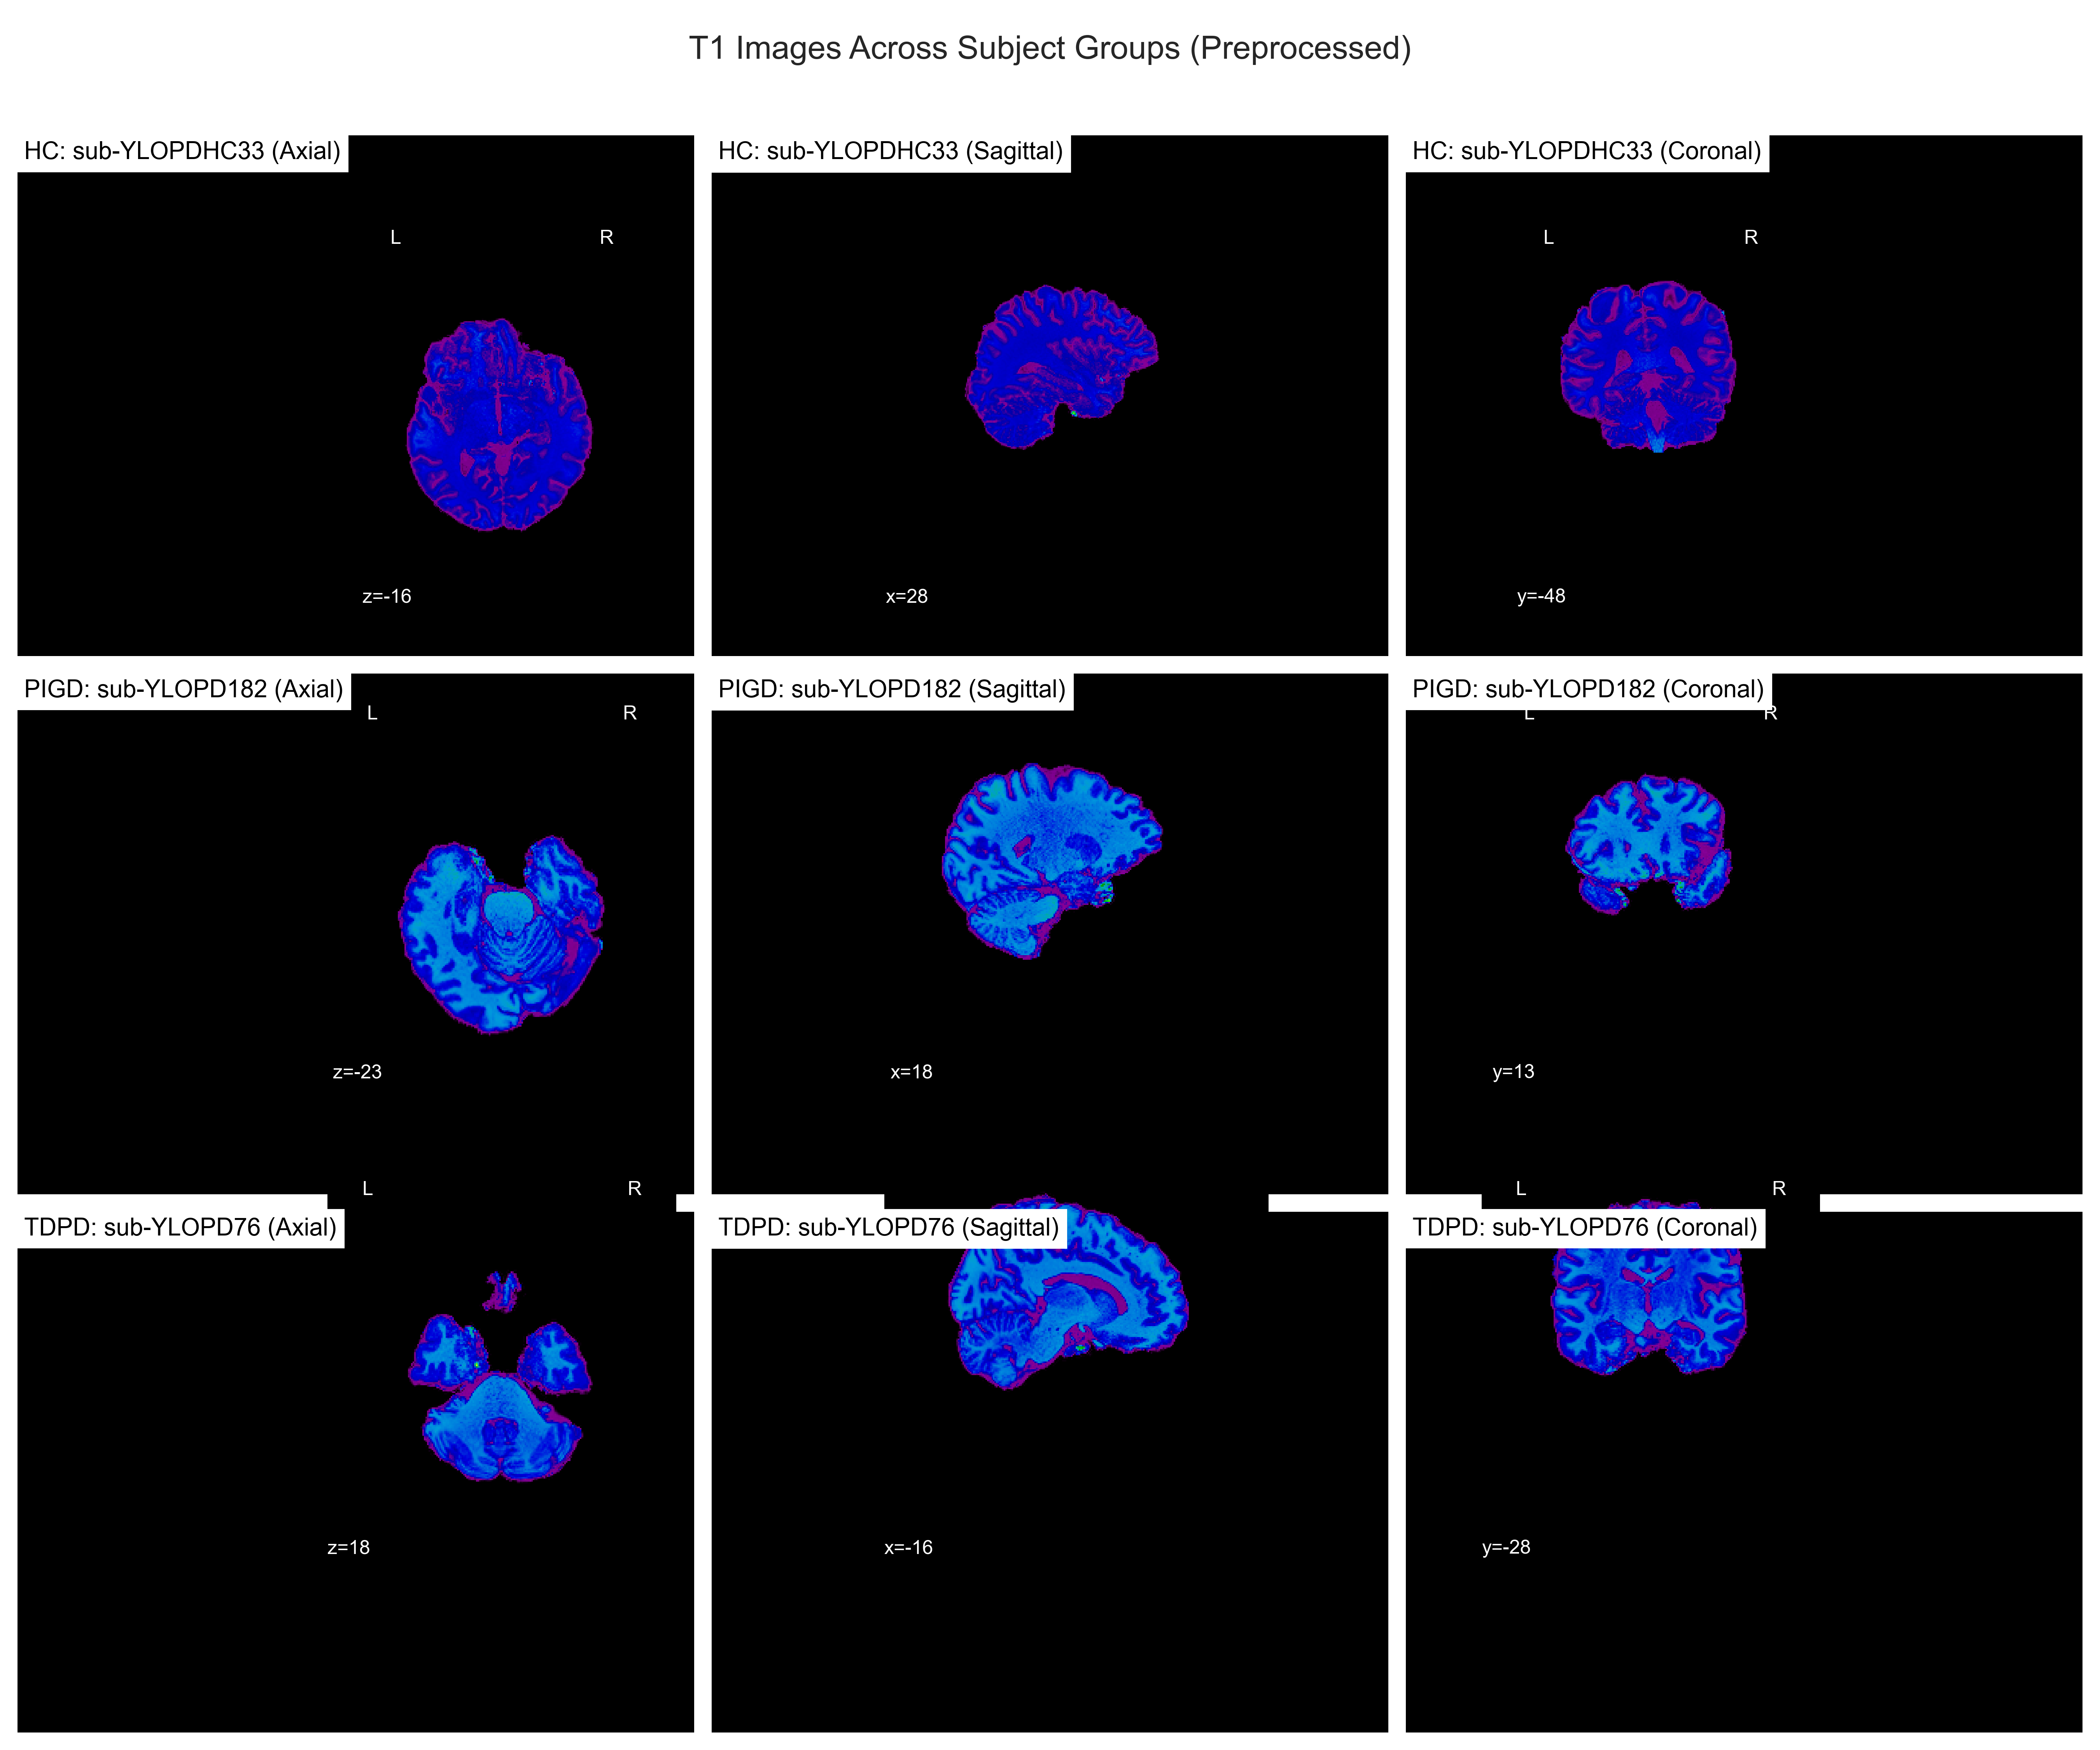 T1 Images Across Subject Groups (Preprocessed)
HC: sub-YLOPDHC33 (Axial)
L R
z=-16
HC: sub-YLOPDHC33 (Sagittal)
x=28
HC: sub-YLOPDHC33 (Coronal)
L R
y=-48
PIGD: sub-YLOPD182 (Axial)
L R
z=-23
PIGD: sub-YLOPD182 (Sagittal)
x=18
PIGD: sub-YLOPD182 (Coronal)
L R
y=13
L R
TDPD: sub-YLOPD76 (Axial)
z=18
TDPD: sub-YLOPD76 (Sagittal)
x=-16
L R
TDPD: sub-YLOPD76 (Coronal)
y=-28